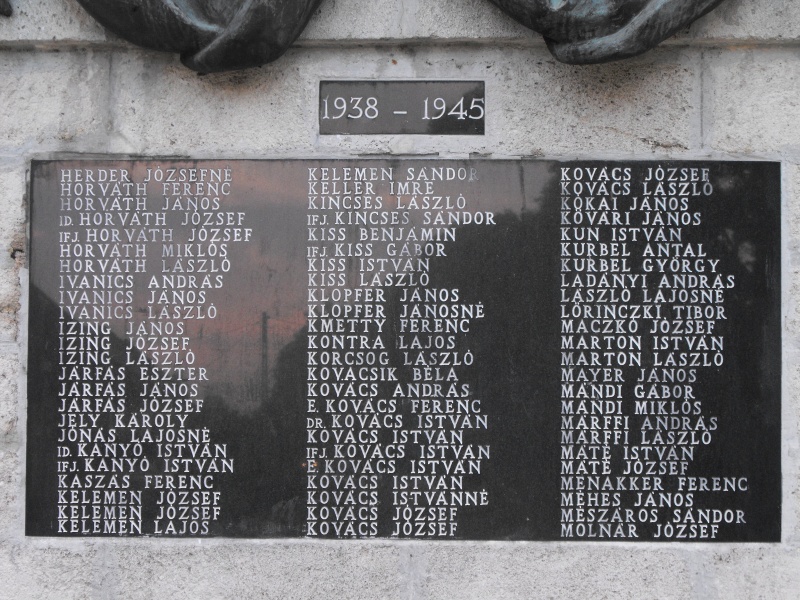 1938 – 1945
HERDER JÓZSEFNÉ
HORVÁTH FERENC
HORVÁTH JÁNOS
ID. HORVÁTH JÓZSEF
IFJ. HORVÁTH JÓZSEF
HORVÁTH MIKLÓS
HORVÁTH LÁSZLÓ
IVANICS ANDRÁS
IVANICS JÁNOS
IVANICS LÁSZLÓ
IZING JÁNOS
IZING JÓZSEF
IZING LÁSZLÓ
JÁRFÁS ESZTER
JÁRFÁS JÁNOS
JÁRFÁS JÓZSEF
JÉLY KÁROLY
JÓNÁS LAJOSNÉ
ID. KANYÓ ISTVÁN
IFJ. KANYÓ ISTVÁN
KASZÁS FERENC
KELEMEN JÓZSEF
KELEMEN JÓZSEF
KELEMEN LAJOS
KELEMEN SÁNDOR
KELLER IMRE
KINCSES LÁSZLÓ
IFJ. KINCSES SÁNDOR
KISS BENJÁMIN
IFJ. KISS GÁBOR
KISS ISTVÁN
KISS LÁSZLÓ
KLOPFER JÁNOS
KLOPFER JÁNOSNÉ
KMETTY FERENC
KONTRA LAJOS
KORCSOG LÁSZLÓ
KOVACSIK BÉLA
KOVÁCS ANDRÁS
E. KOVÁCS FERENC
DR. KOVÁCS ISTVÁN
KOVÁCS ISTVÁN
IFJ. KOVÁCS ISTVÁN
E. KOVÁCS ISTVÁN
KOVÁCS ISTVÁN
KOVÁCS ISTVÁNNÉ
KOVÁCS JÓZSEF
KOVÁCS JÓZSEF
KOVÁCS JÓZSEF
KOVÁCS LÁSZLÓ
KÓKAI JÁNOS
KŐVÁRI JÁNOS
KUN ISTVÁN
KURBEL ANTAL
KURBEL GYÖRGY
LADÁNYI ANDRÁS
LÁSZLÓ LAJOSNÉ
LŐRINCZKI TIBOR
MACZKÓ JÓZSEF
MARTON ISTVÁN
MARTON LÁSZLÓ
MAYER JÁNOS
MÁNDI GÁBOR
MÁNDI MIKLÓS
MÁRFFI ANDRÁS
MÁRFFI LÁSZLÓ
MÁTÉ ISTVÁN
MÁTÉ JÓZSEF
MENAKKER FERENC
MÉHES JÁNOS
MÉSZÁROS SÁNDOR
MOLNÁR JÓZSEF